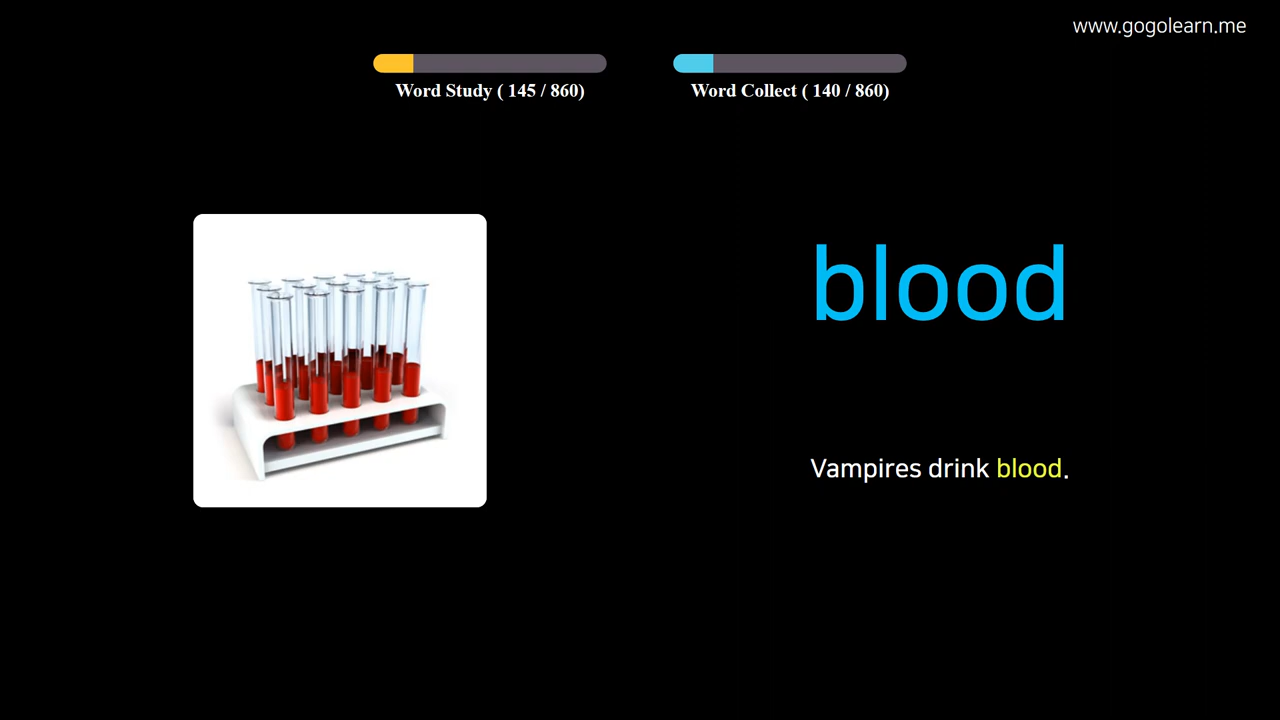 www.gogolearn.me
Word Study ( 145 / 860)
Word Collect ( 140 / 860)
blood
Vampires drink blood.